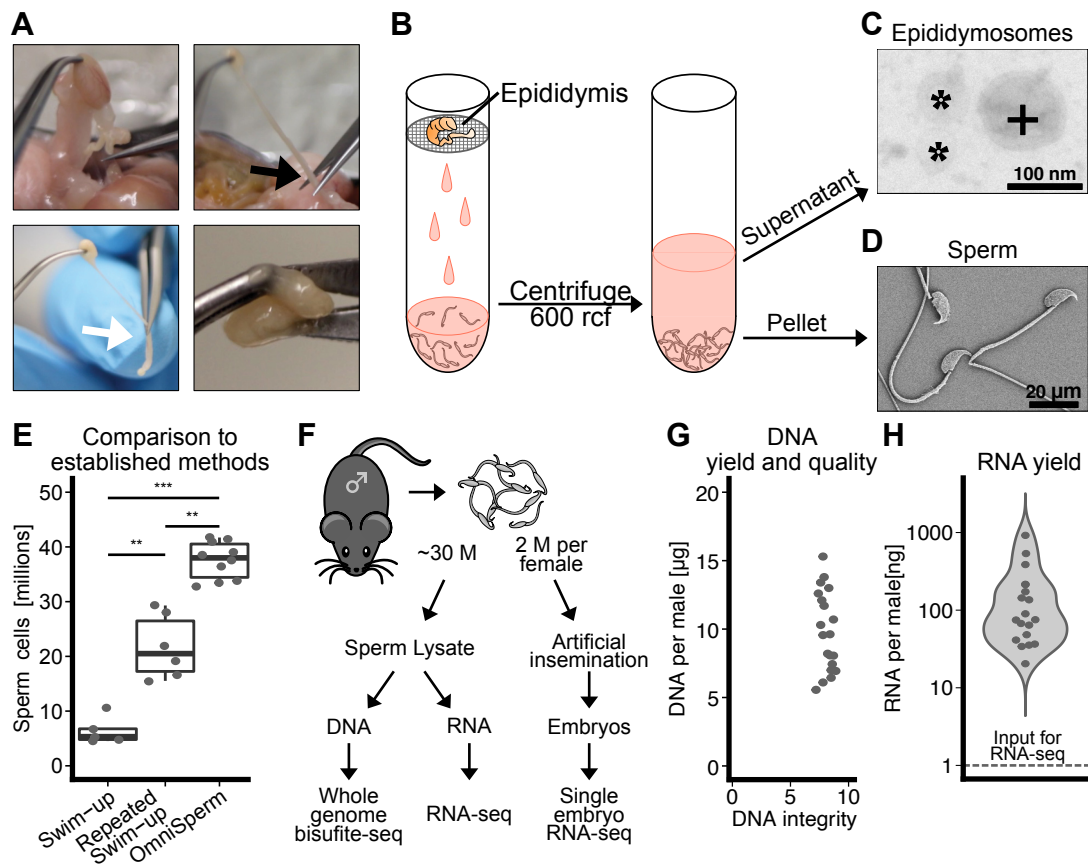 A
B
Epididymis
Centrifuge
600 rcf
Supernatant
Pellet
C
Epididymosomes
*
*
+
100 nm
D
Sperm
20 µm
E
Comparison to
established methods
Sperm cells [millions]
50
40
30
20
10
0
***
**
**
Swim−up
Repeated
Swim−up
OmniSperm
F
♂
~30 M
2 M per
female
Sperm Lysate
Artificial
insemination
DNA
RNA
Embryos
Whole
genome
bisufite-seq
RNA-seq
Single
embryo
RNA-seq
G
DNA
yield and quality
DNA per male [µg]
20
15
10
5
0
0
5
10
DNA integrity
H
RNA yield
RNA per male[ng]
1000
100
10
1
Input for
RNA-seq